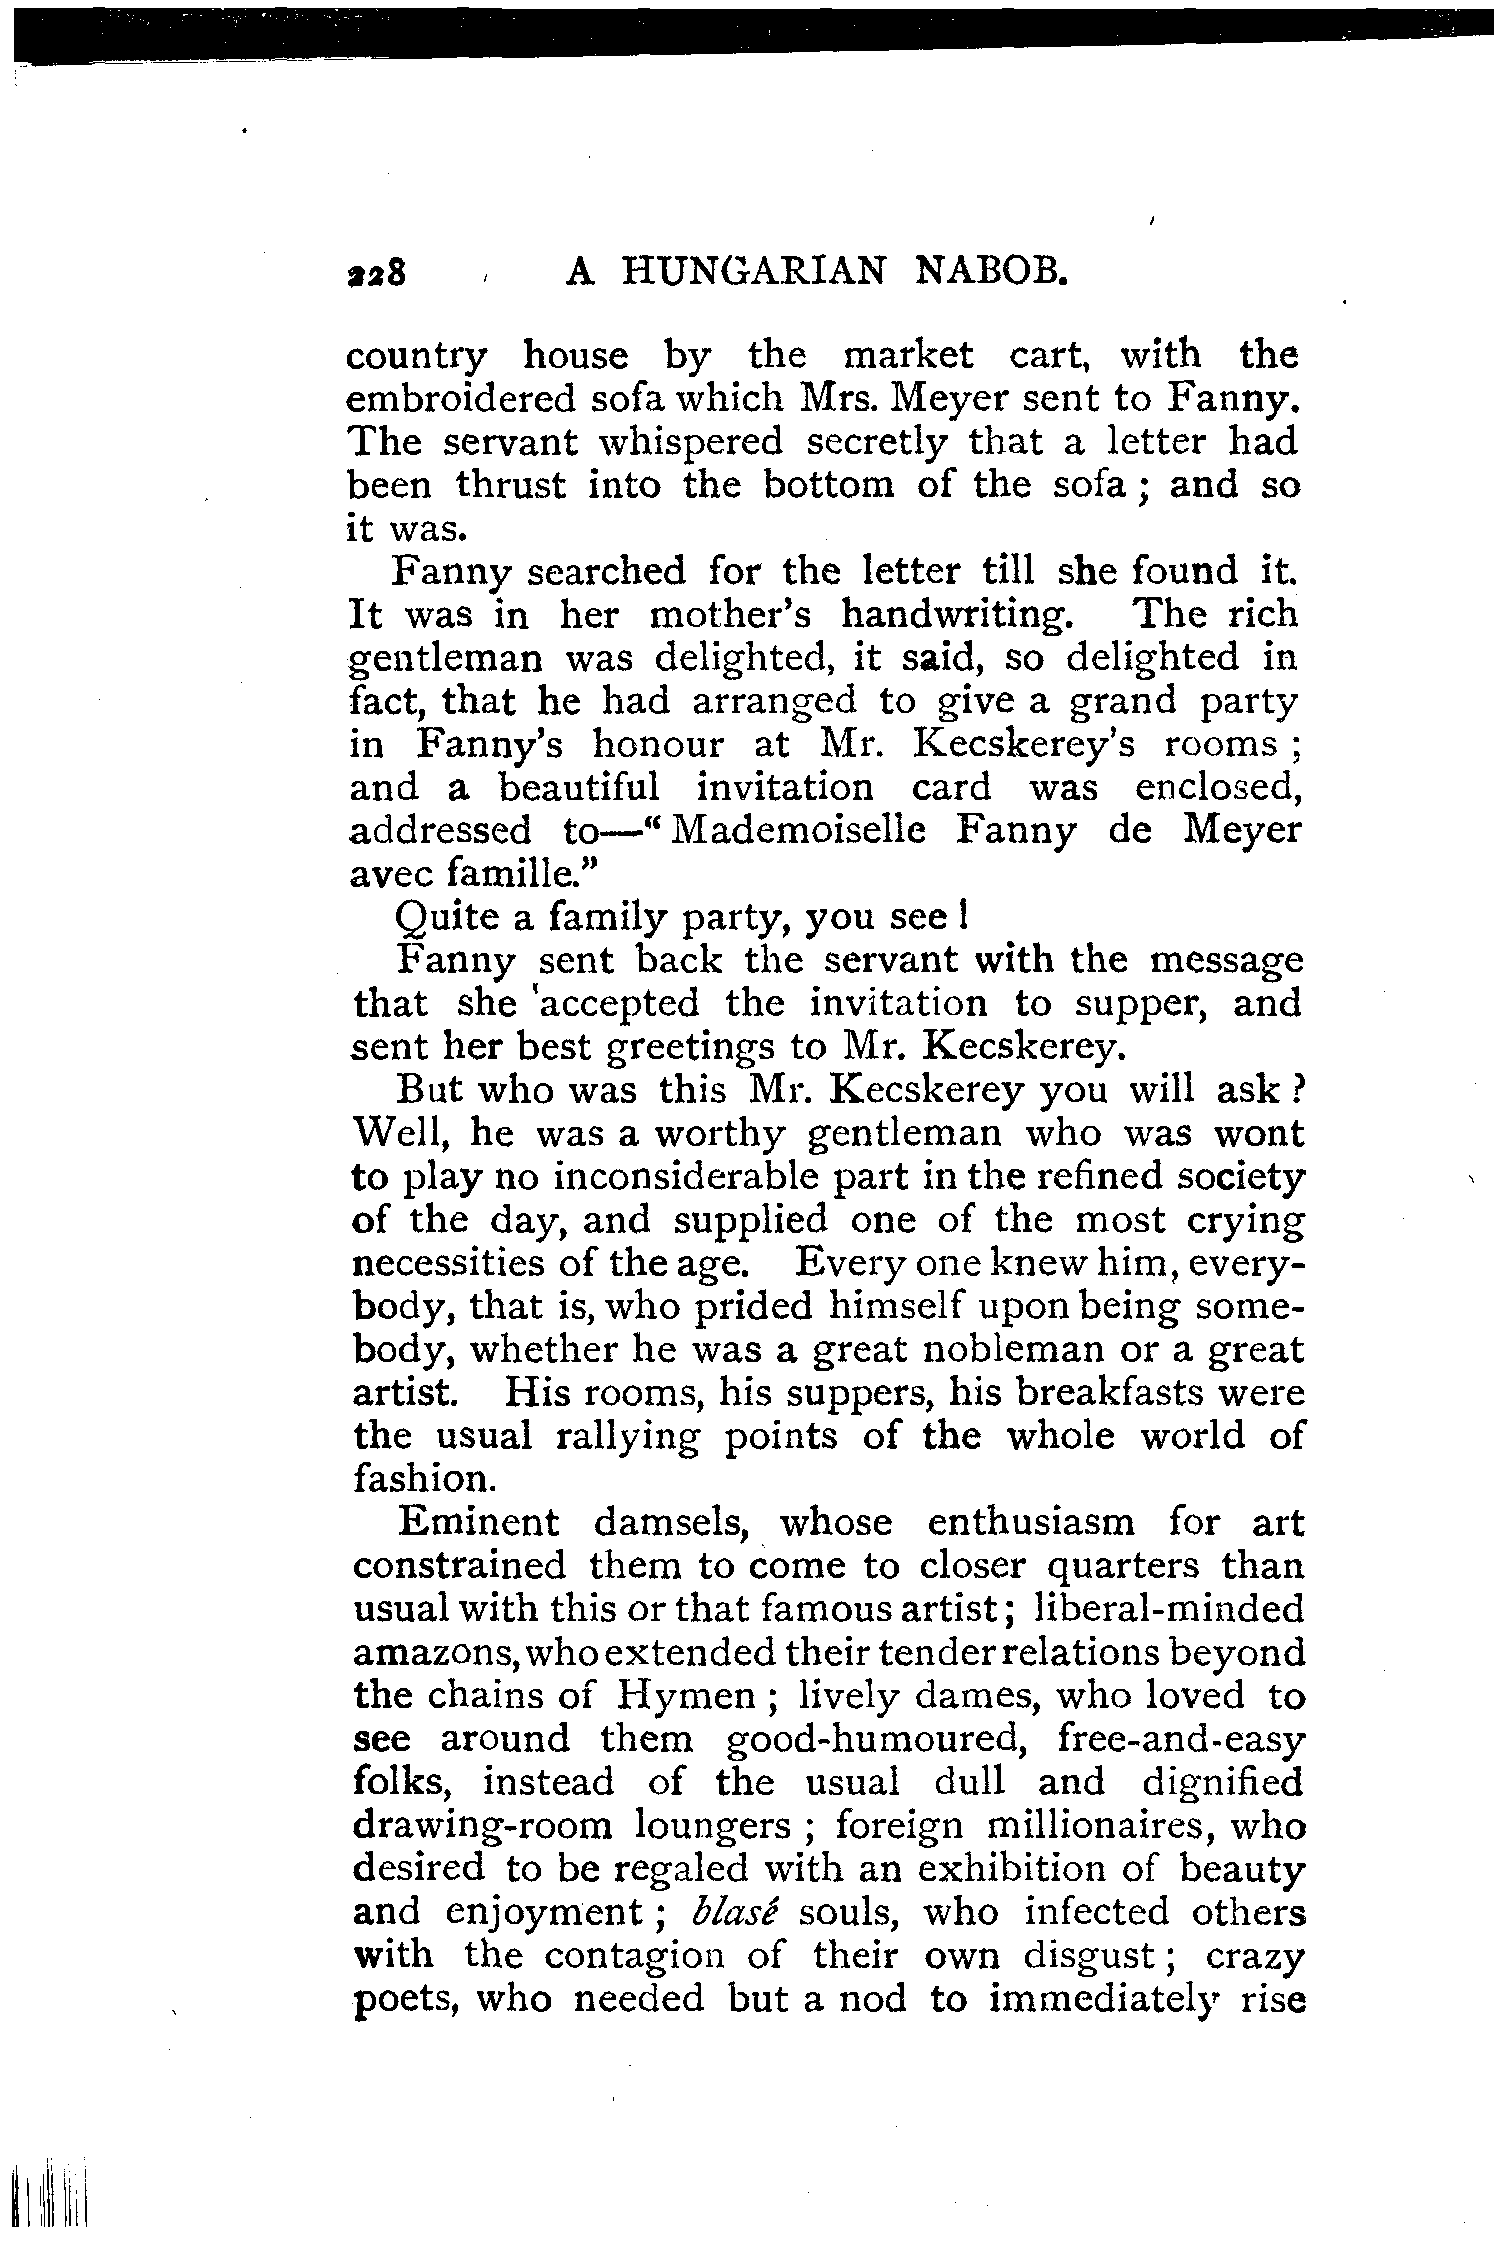 228 A HUNGARIAN NABOB.
country house by the market cart, with the
embroidered sofa which Mrs. Meyer sent to Fanny.
The servant whispered secretly that a letter had
been thrust into the bottom of the sofa ; and so
it was.
Fanny searched for the letter till she found it.
It was in her mother's handwriting. The rich
gentleman was delighted, it said, so delighted in
fact, that he had arranged to give a grand party
in Fanny's honour at Mr. Kecskerey's rooms ;
and a beautiful invitation card was enclosed,
addressed to—“ Mademoiselle Fanny de Meyer
avec famille.”
Quite a family party, you see !
Fanny sent back the servant with the message
that she 'accepted the invitation to supper, and
sent her best greetings to Mr. Kecskerey.
But who was this Mr. Kecskerey you will ask ?
Well, he was a worthy gentleman who was wont
to play no inconsiderable part in the refined society
of the day, and supplied one of the most crying
necessities of the age. Every one knew him, every-
body, that is, who prided himself upon being some-
body, whether he was a great nobleman or a great
artist. His rooms, his suppers, his breakfasts were
the usual rallying points of the whole world of
fashion.
Eminent damsels, whose enthusiasm for art
constrained them to come to closer quarters than
usual with this or that famous artist ; liberal-minded
amazons, who extended their tender relations beyond
the chains of Hymen ; lively dames, who loved to
see around them good-humoured, free-and-easy
folks, instead of the usual dull and dignified
drawing-room loungers ; foreign millionaires, who
desired to be regaled with an exhibition of beauty
and enjoyment ; blasé souls, who infected others
with the contagion of their own disgust ; crazy
poets, who needed but a nod to immediately rise